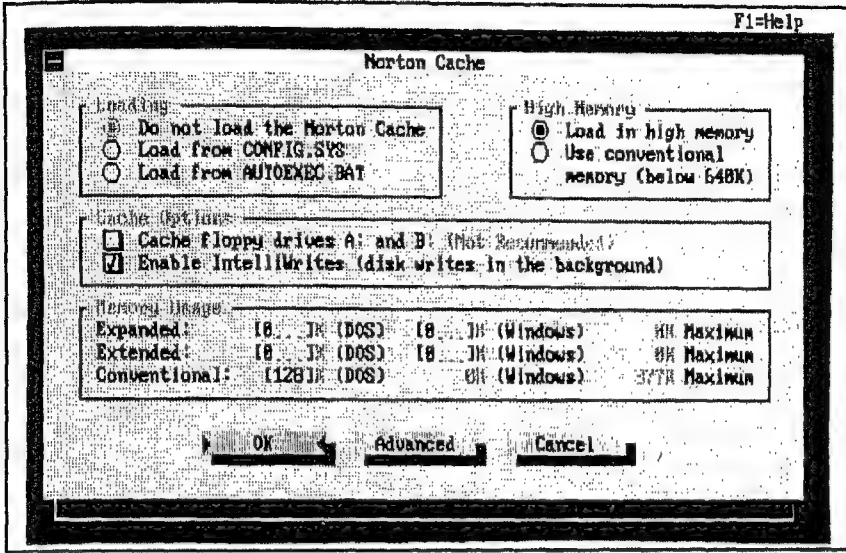 F1=Help
Norton Cache
Loading
Do not load the Norton Cache
Load from CONFIG.SYS
Load from AUTOEXEC.BAT
High Memory
Load in high memory
Use conventional
memory (below 640K)
Cache Options
Cache floppy drives A: and B: (Not Recommended)
Enable IntelliWrites (disk writes in the background)
Memory Usage
Expanded: [0...]K (DOS) [0...]K (Windows) 0K Maximum
Extended: [0...]K (DOS) [0...]K (Windows) 0K Maximum
Conventional: [128]K (DOS) 0K (Windows) 377K Maximum
OK Advanced Cancel